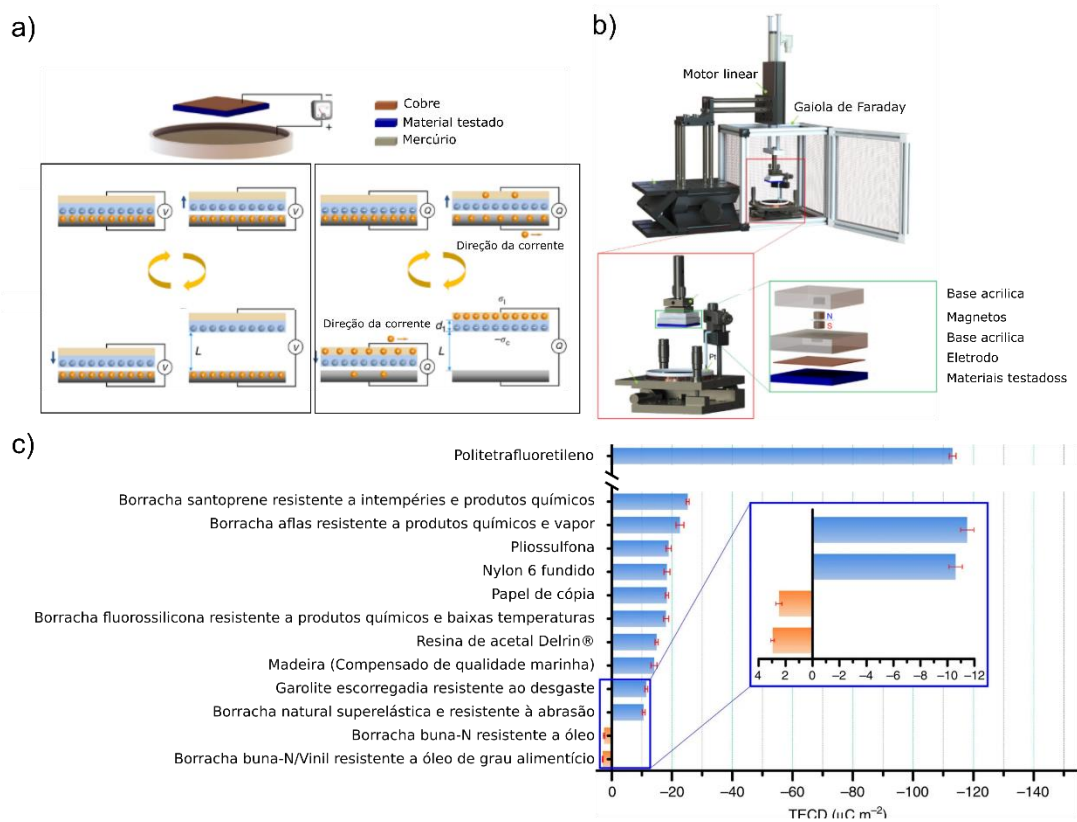 a)
Cobre
Material testado
Mercúrio
−
+
V
V
Q
Q
Direção da corrente
Direção da corrente
σI
dt
−σc
L
L
V
V
Q
Q
b)
Motor linear
Gaiola de Faraday
Pt
N
S
Base acrilica
Magnetos
Base acrilica
Eletrodo
Materiais testadoss
c)
Politetrafluoretileno
Borracha santoprene resistente a intempéries e produtos químicos
Borracha aflas resistente a produtos químicos e vapor
Pliossulfona
Nylon 6 fundido
Papel de cópia
Borracha fluorossilicona resistente a produtos químicos e baixas temperaturas
Resina de acetal Delrin®
Madeira (Compensado de qualidade marinha)
Garolite escorregadia resistente ao desgaste
Borracha natural superelástica e resistente à abrasão
Borracha buna-N resistente a óleo
Borracha buna-N/Vinil resistente a óleo de grau alimentício
4 2 0 −2 −4 −6 −8 −10 −12
0 −20 −40 −60 −80 −100 −120 −140
TECD (μC m⁻²)